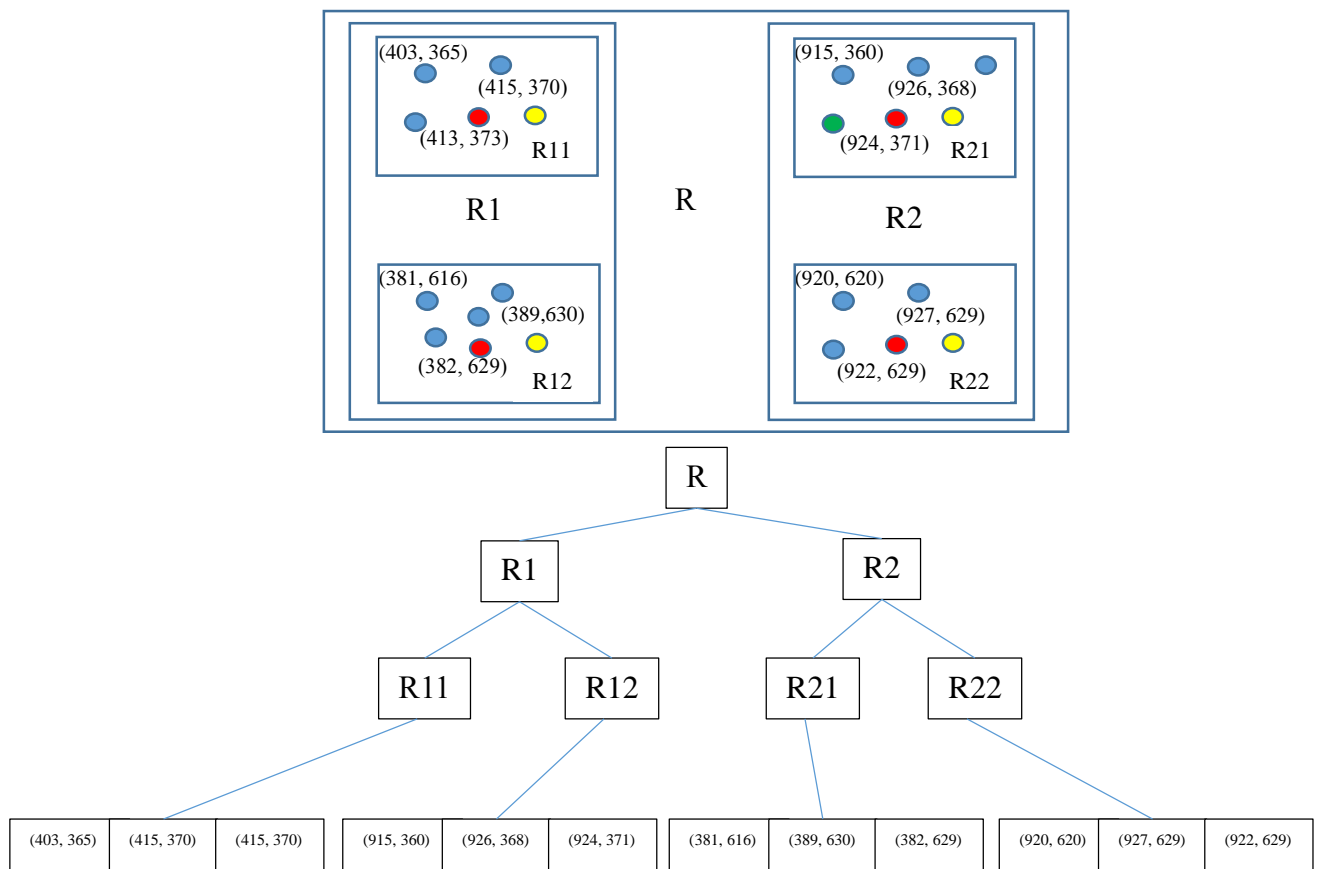 (403, 365)
(415, 370)
(413, 373)
R11
(915, 360)
(926, 368)
(924, 371)
R21
R1
R
R2
(381, 616)
(389,630)
(382, 629)
R12
(920, 620)
(927, 629)
(922, 629)
R22
R
R1
R2
R11
R12
R21
R22
(403, 365) (415, 370) (415, 370) (915, 360) (926, 368) (924, 371) (381, 616) (389, 630) (382, 629) (920, 620) (927, 629) (922, 629)